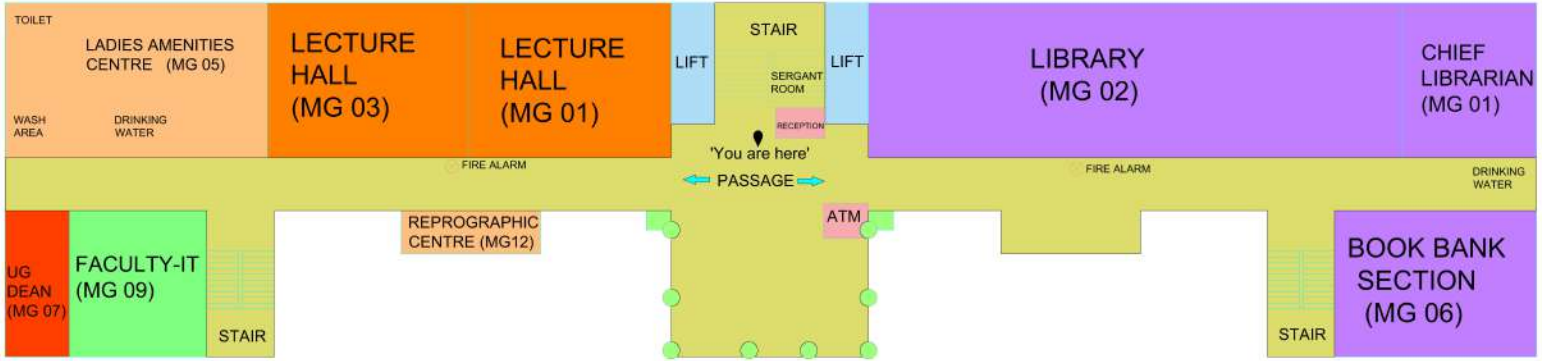 TOILET
LADIES AMENITIES
CENTRE (MG 05)
WASH
AREA
DRINKING
WATER
LECTURE
HALL
(MG 03)
LECTURE
HALL
(MG 01)
LIFT
STAIR
SERGANT
ROOM
RECEPTION
LIFT
LIBRARY
(MG 02)
CHIEF
LIBRARIAN
(MG 01)
'You are here'
FIRE ALARM
PASSAGE
FIRE ALARM
DRINKING
WATER
UG
DEAN
(MG 07)
FACULTY-IT
(MG 09)
STAIR
REPROGRAPHIC
CENTRE (MG12)
ATM
STAIR
BOOK BANK
SECTION
(MG 06)